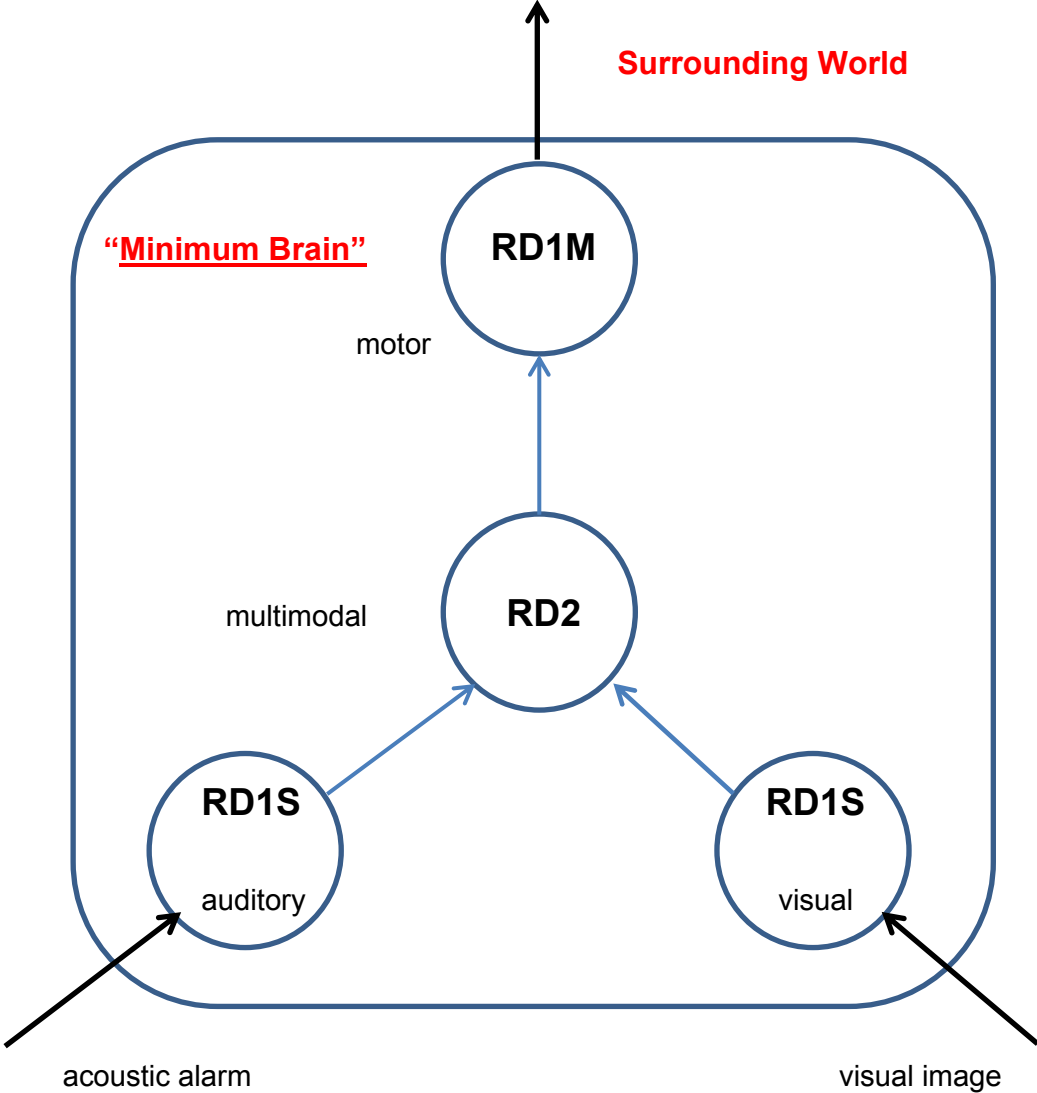 Surrounding World
“Minimum Brain”
RD1M
motor
multimodal
RD2
RD1S
RD1S
auditory
visual
acoustic alarm
visual image